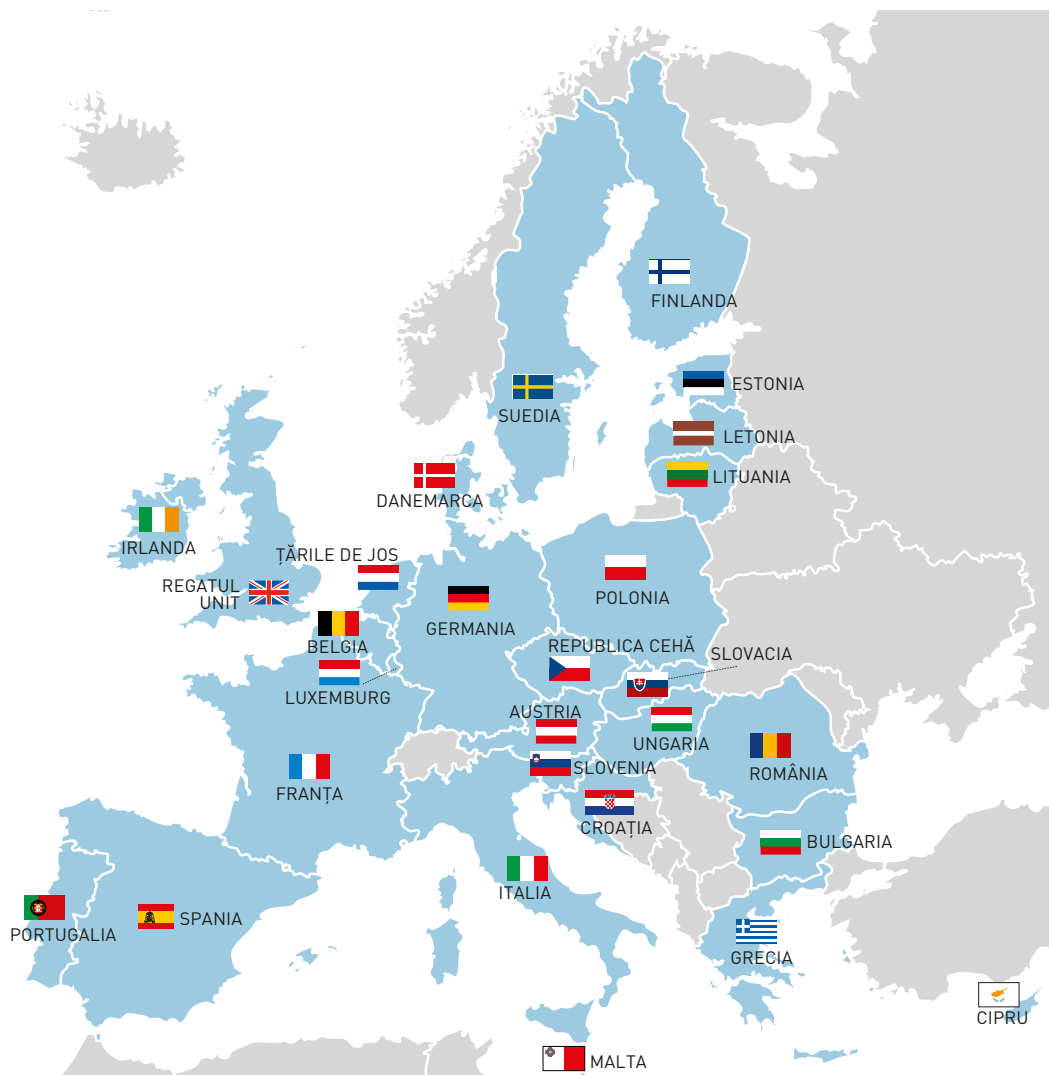 FINLANDA
ESTONIA
SUEDIA
LETONIA
LITUANIA
DANEMARCA
IRLANDA
ȚĂRILE DE JOS
REGATUL
UNIT
POLONIA
GERMANIA
BELGIA
REPUBLICA CEHĂ
SLOVACIA
LUXEMBURG
AUSTRIA
UNGARIA
SLOVENIA
ROMÂNIA
FRANȚA
CROAȚIA
BULGARIA
ITALIA
SPANIA
PORTUGALIA
GRECIA
CIPRU
MALTA